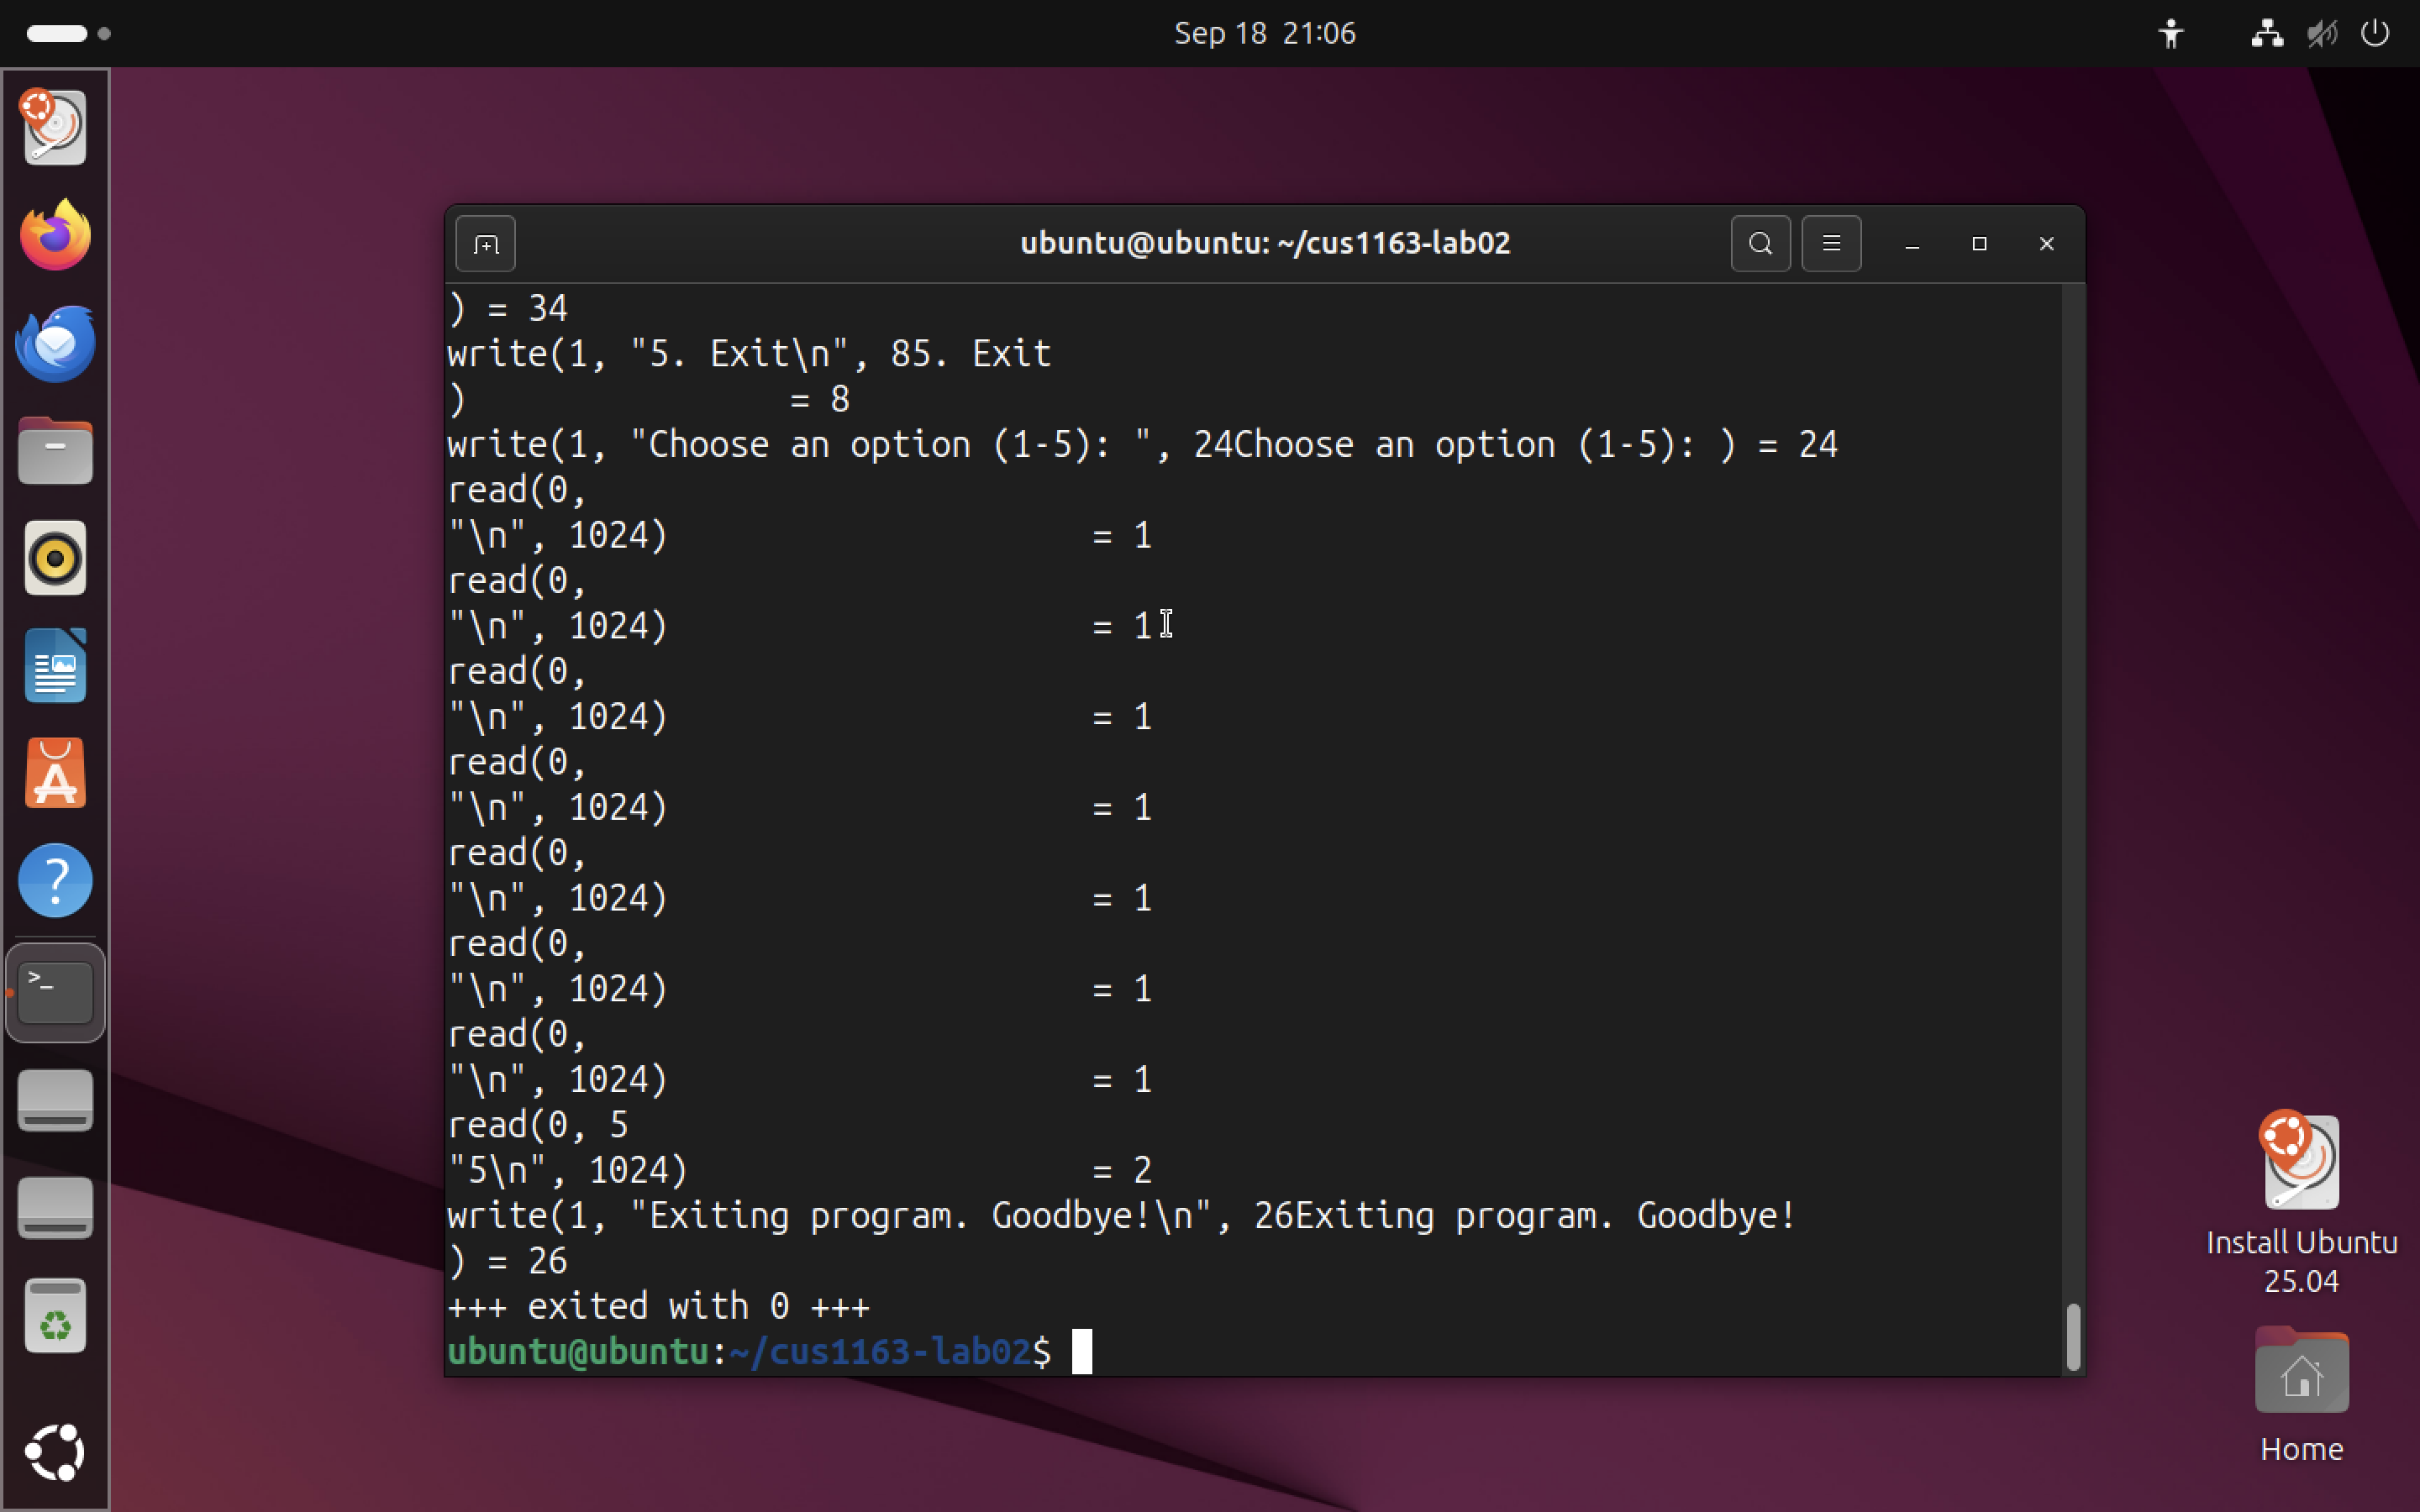 Sep 18 21:06
ubuntu@ubuntu: ~/cus1163-lab02
) = 34
write(1, "5. Exit\n", 85. Exit
) = 8
write(1, "Choose an option (1-5): ", 24Choose an option (1-5): ) = 24
read(0,
"\n", 1024) = 1
read(0,
"\n", 1024) = 1
read(0,
"\n", 1024) = 1
read(0,
"\n", 1024) = 1
read(0,
"\n", 1024) = 1
read(0,
"\n", 1024) = 1
read(0,
"\n", 1024) = 1
read(0, 5
"5\n", 1024) = 2
write(1, "Exiting program. Goodbye!\n", 26Exiting program. Goodbye!
) = 26
+++ exited with 0 +++
ubuntu@ubuntu:~/cus1163-lab02$
Install Ubuntu
25.04
Home